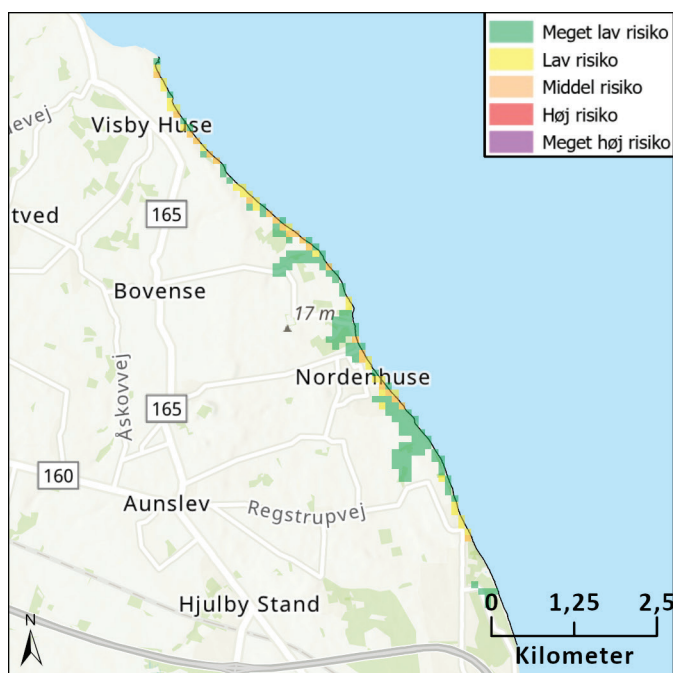 Meget lav risiko
Lav risiko
Middel risiko
Høj risiko
Meget høj risiko
levej
Visby Huse
tved
165
Bovense
17 m
Nordenhuse
Åskovvej
165
160
Aunslev
Regstrupvej
Hjulby Stand
0 1,25 2,5
Kilometer
N